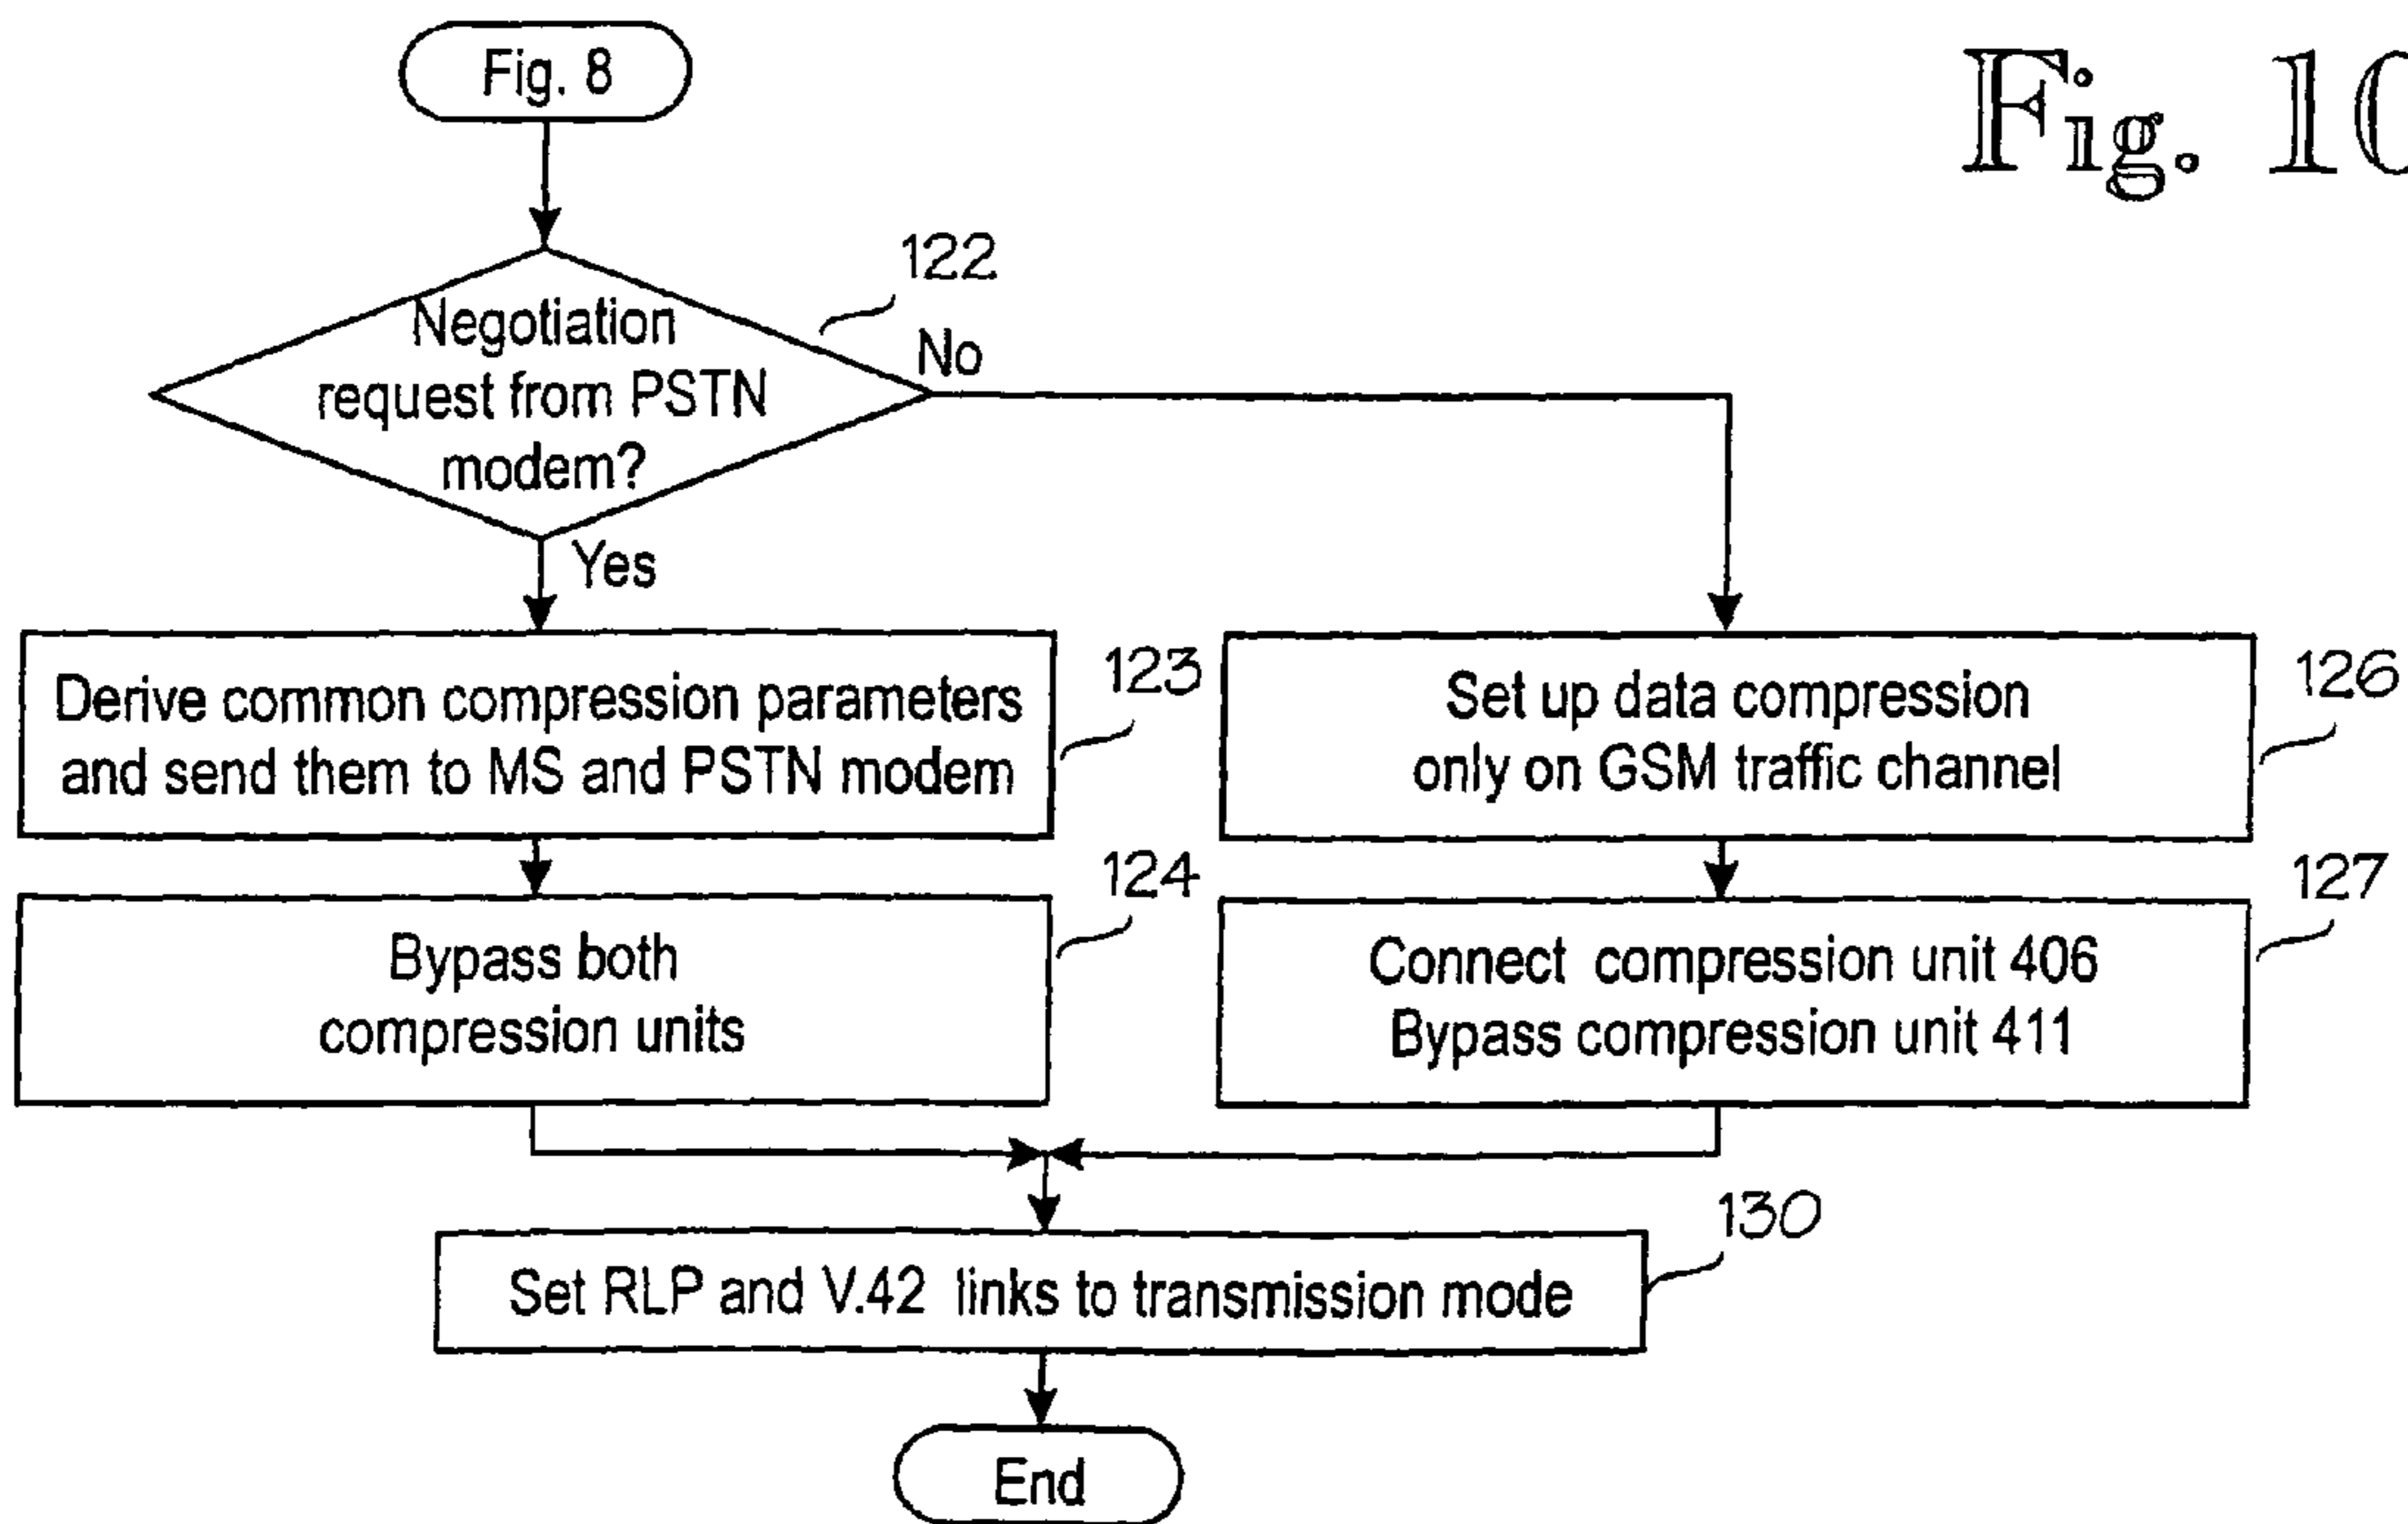 Fig. 8
Fig. 10
122
Negotiation
request from PSTN
modem?
No
Yes
123
Derive common compression parameters
and send them to MS and PSTN modem
126
Set up data compression
only on GSM traffic channel
124
Bypass both
compression units
127
Connect compression unit 406
Bypass compression unit 411
130
Set RLP and V.42 links to transmission mode
End